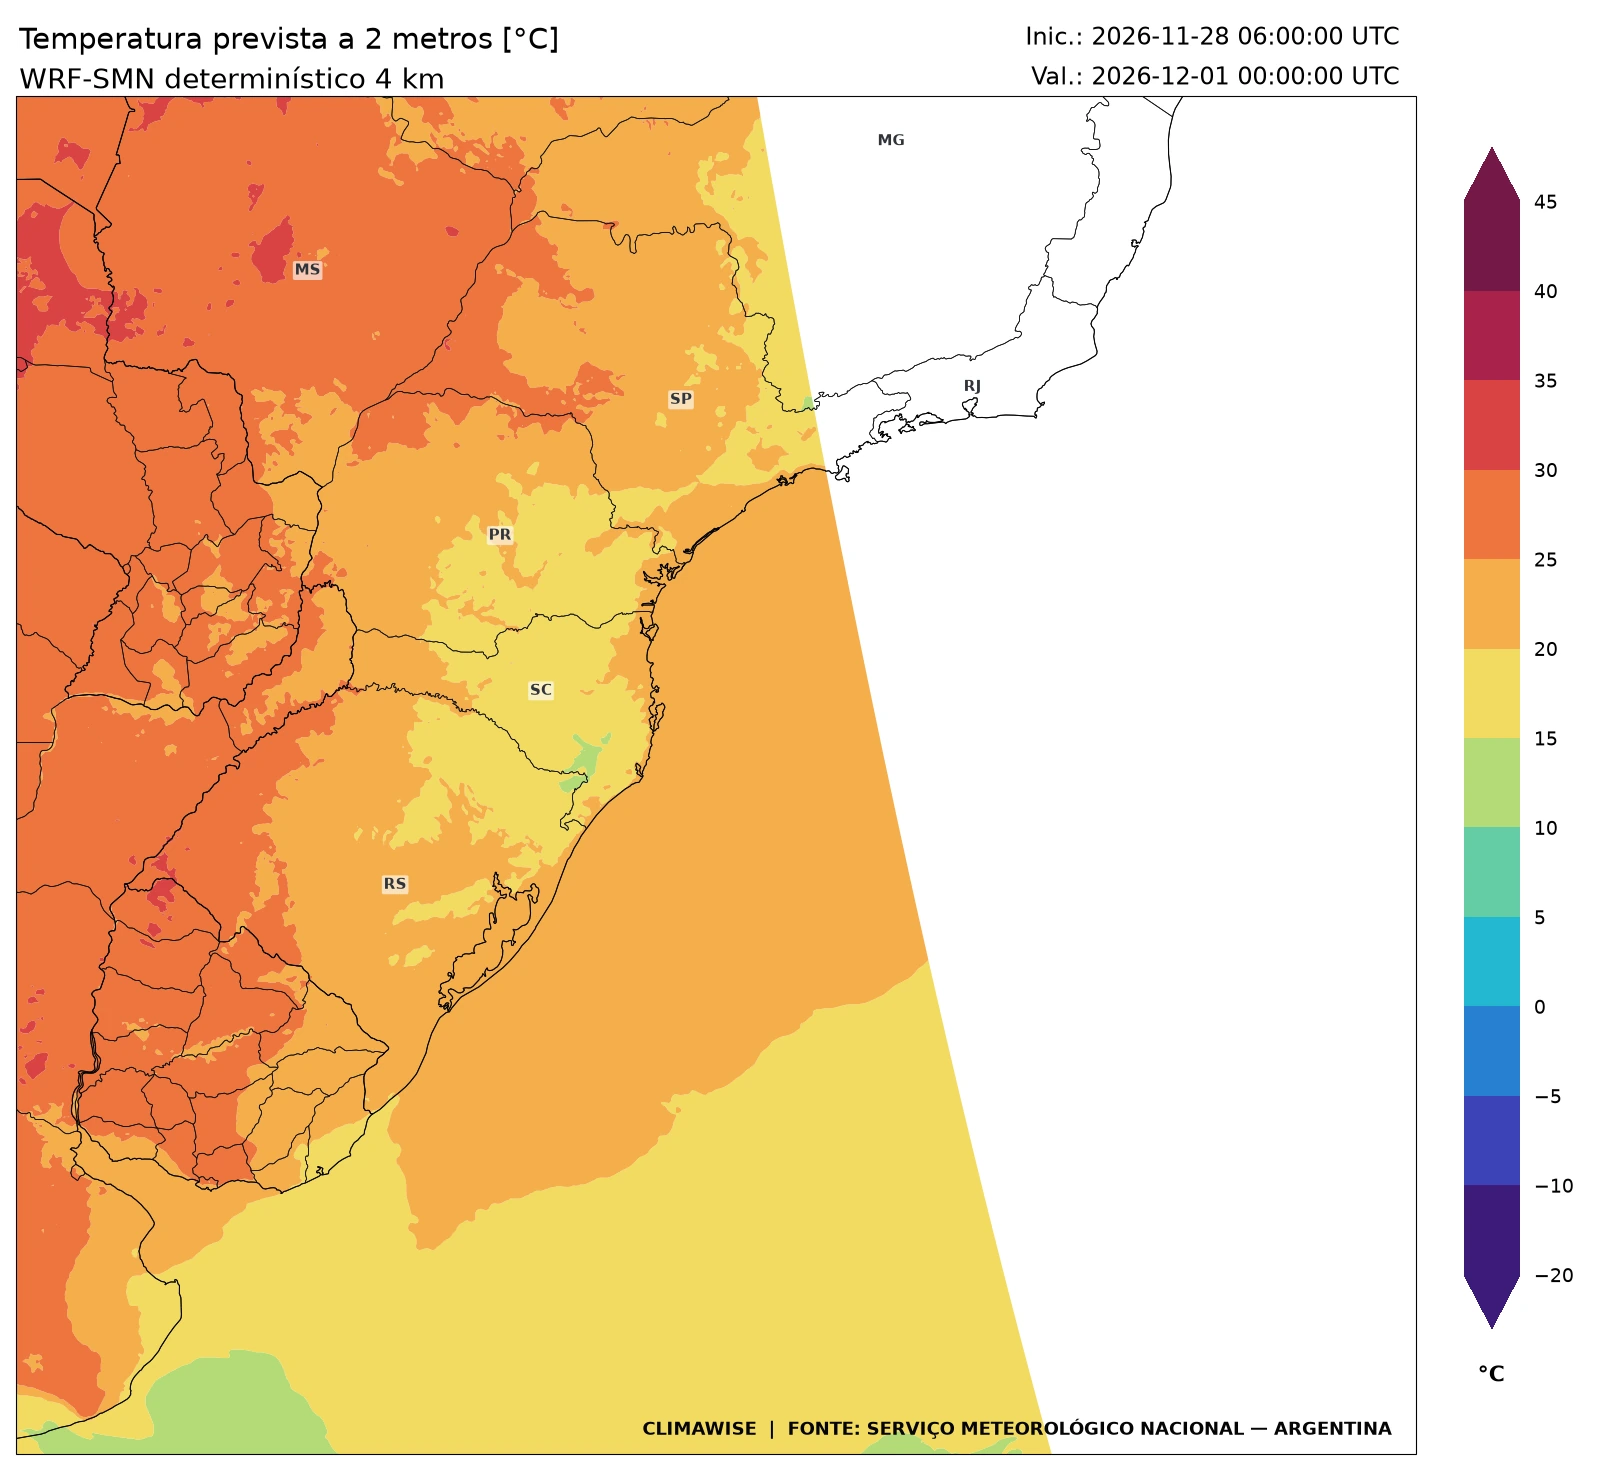 Temperatura prevista a 2 metros [°C]
WRF-SMN determinístico 4 km
Inic.: 2026-11-28 06:00:00 UTC
Val.: 2026-12-01 00:00:00 UTC
MG
MS
RJ
SP
PR
SC
RS
45
40
35
30
25
20
15
10
5
0
−5
−10
−20
°C
CLIMAWISE | FONTE: SERVIÇO METEOROLÓGICO NACIONAL — ARGENTINA